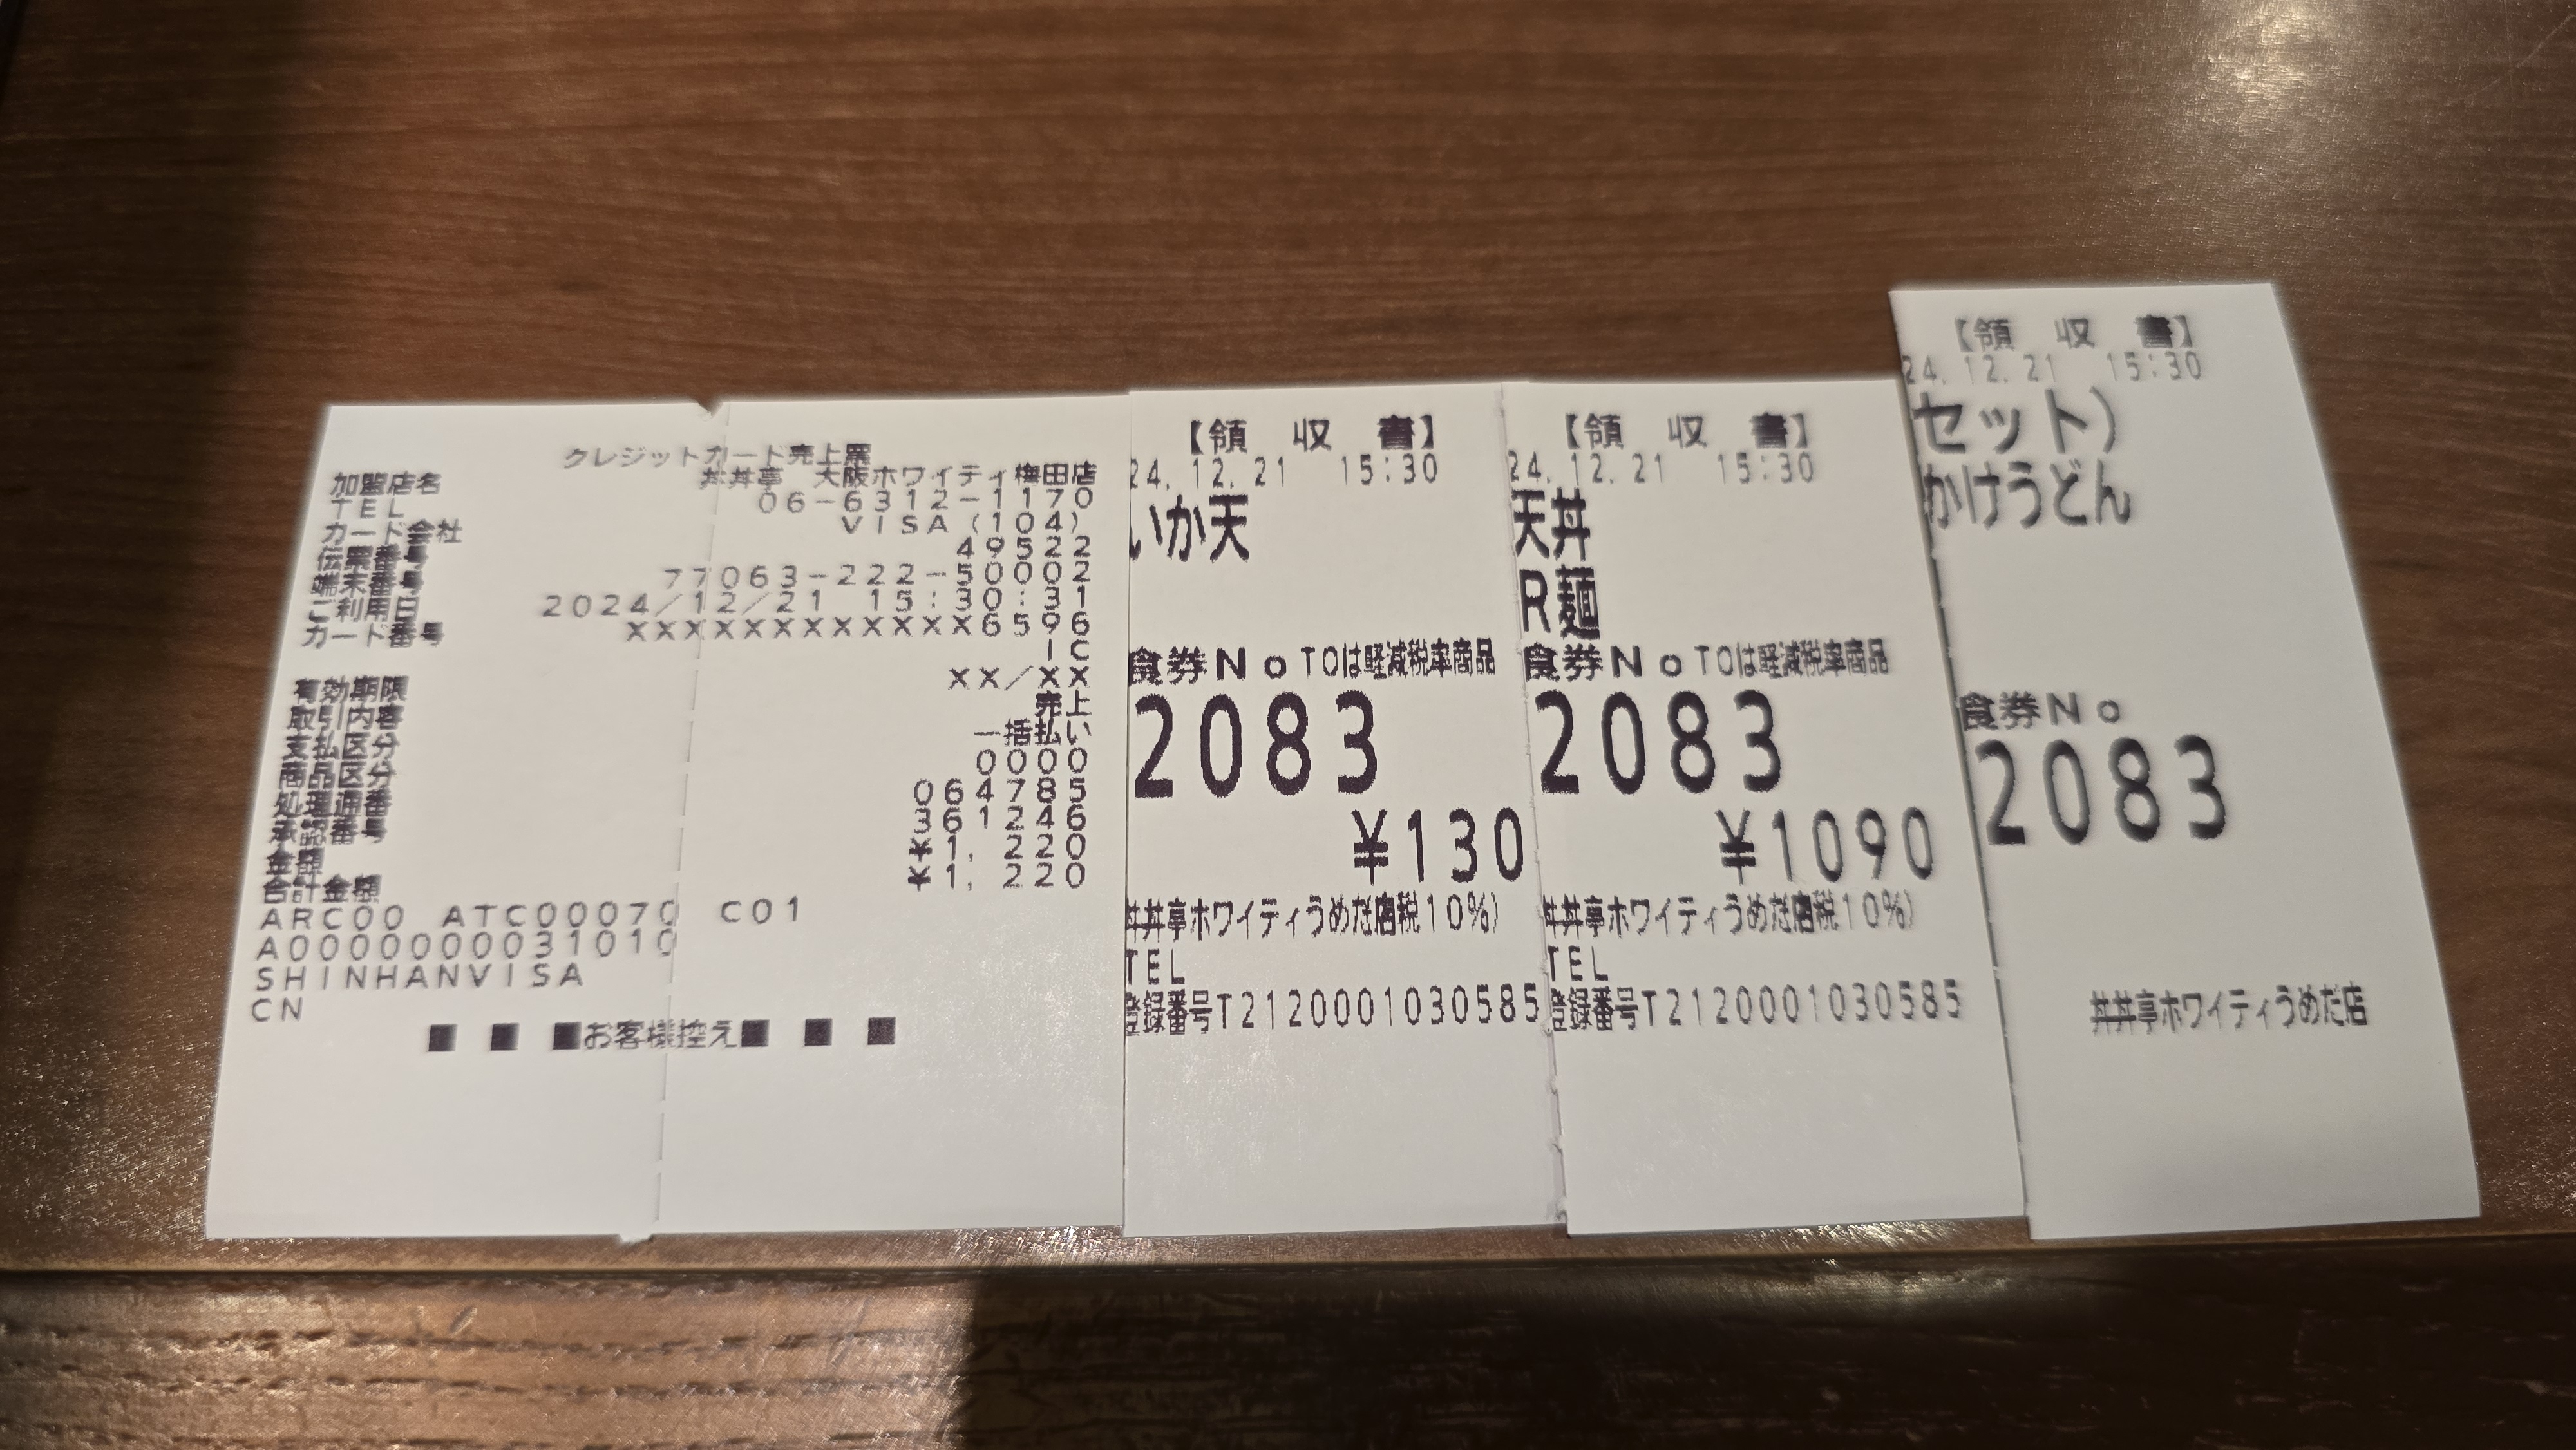 クレジットカード売上票
加盟店名 丼丼亭 大阪ホワイティ梅田店
TEL 06-6312-1170
カード会社 VISA(104)
伝票番号 49522
端末番号 77063-222-50002
ご利用日 2024/12/21 15:30:31
カード番号 XXXXXXXXXXXX6596
IC
有効期限 XX/XX
取引内容 売上
支払区分 一括払い
商品区分 0000
処理通番 064785
承認番号 361246
金額 ¥1,220
合計金額 ¥1,220
ARC00 ATC00070 C01
A0000000031010
SHINHANVISA
CN
■ ■ ■お客様控え■ ■ ■
【領 収 書】
24.12.21 15:30
いか天
食券No T0は軽減税率商品
2083
¥130
丼丼亭ホワイティうめだ店税10%)
TEL
登録番号T2120001030585
【領 収 書】
24.12.21 15:30
天丼
R麺
食券No T0は軽減税率商品
2083
¥1090
丼丼亭ホワイティうめだ店税10%)
TEL
登録番号T2120001030585
【領 収 書】
24.12.21 15:30
セット)
かけうどん
食券No
2083
丼丼亭ホワイティうめだ店